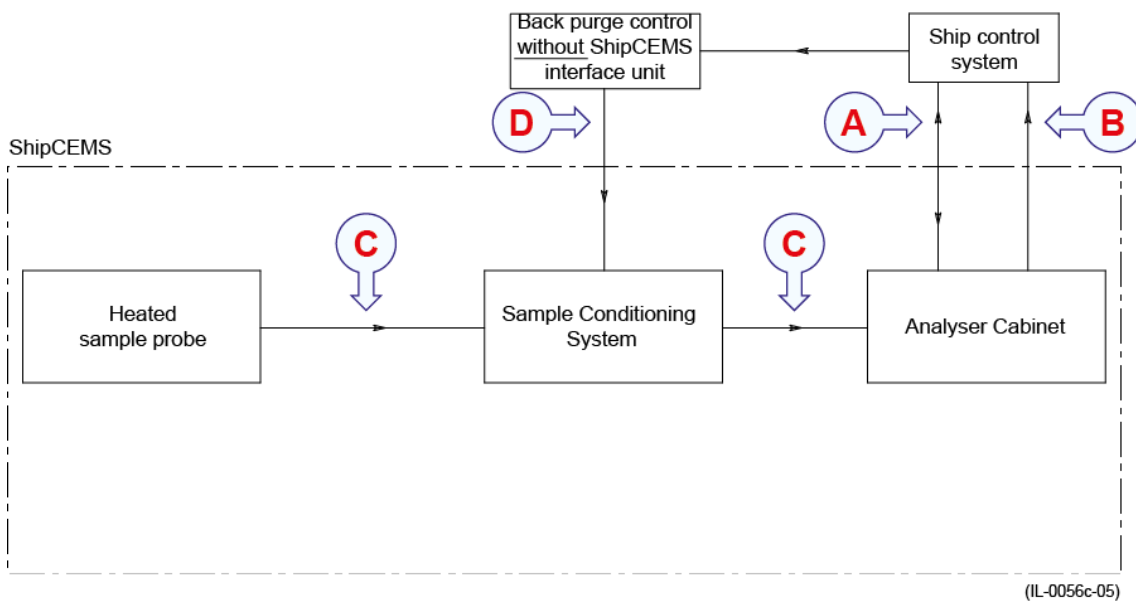 Back purge control
without ShipCEMS
interface unit
Ship control
system
D
A
B
ShipCEMS
C
C
Heated
sample probe
Sample Conditioning
System
Analyser Cabinet
(IL-0056c-05)